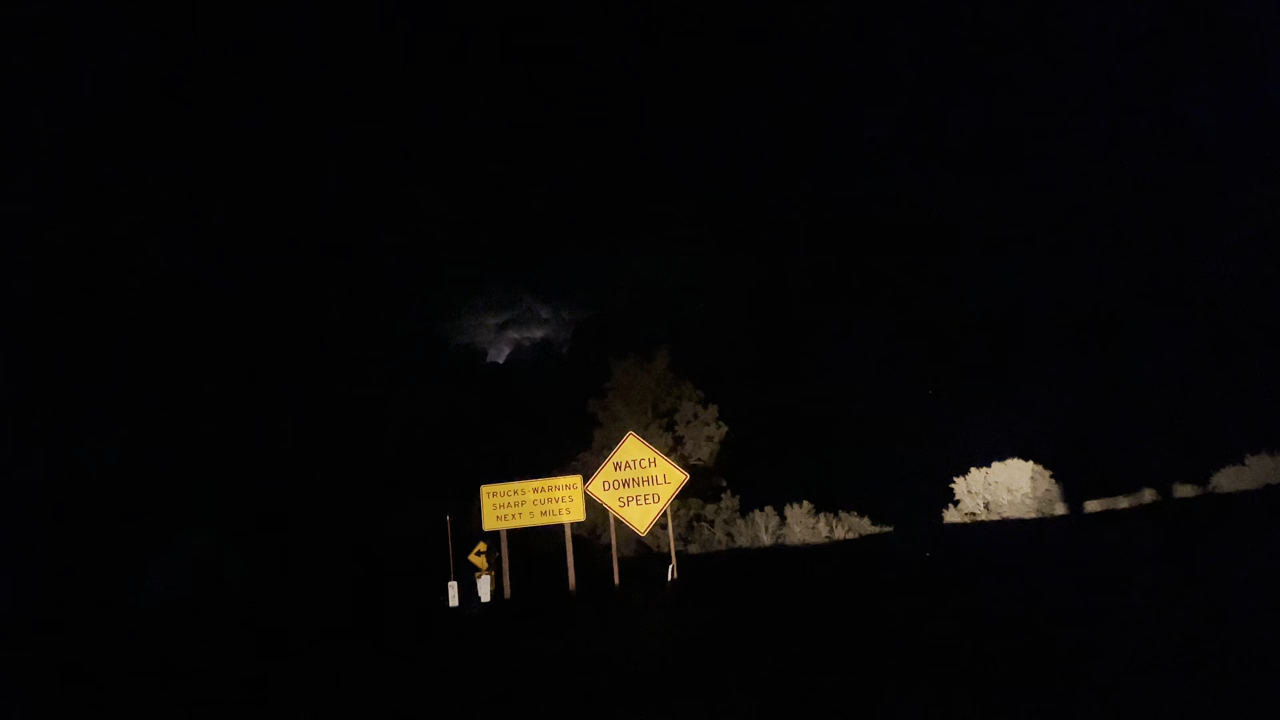 TRUCKS-WARNING
SHARP CURVES
NEXT 5 MILES
WATCH
DOWNHILL
SPEED